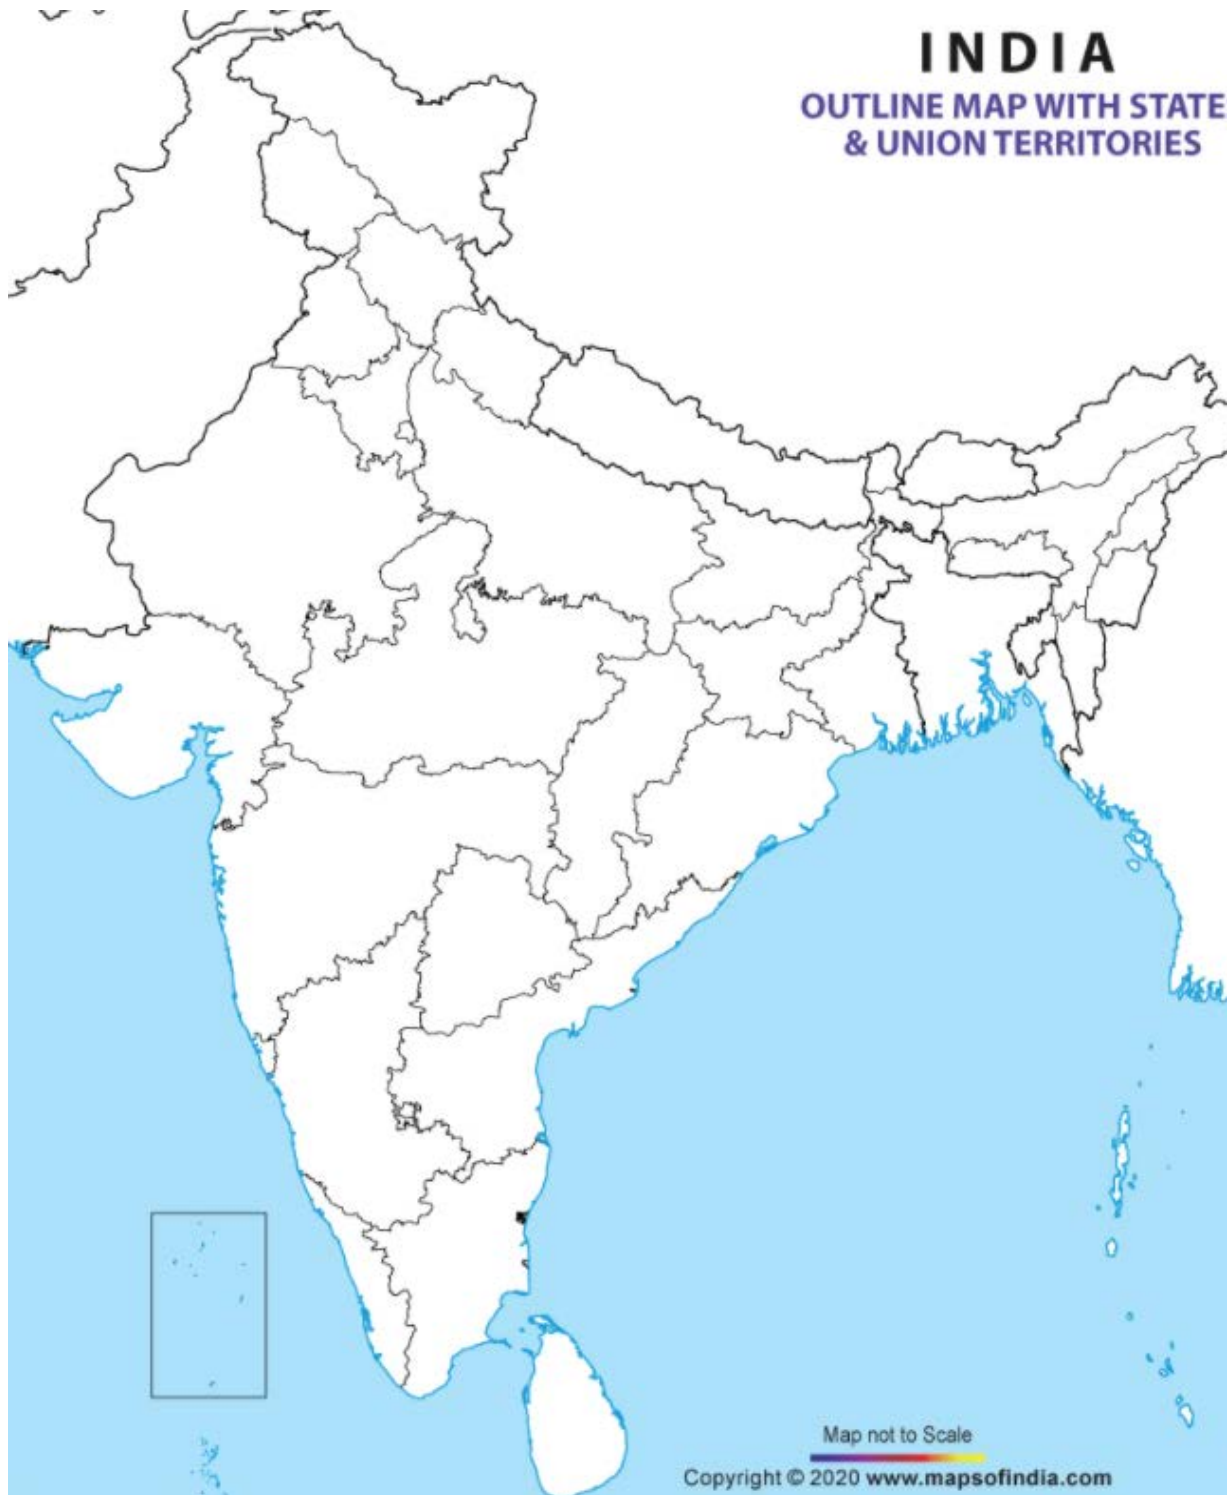 INDIA
OUTLINE MAP WITH STATE
& UNION TERRITORIES
Map not to Scale
Copyright © 2020 www.mapsofindia.com